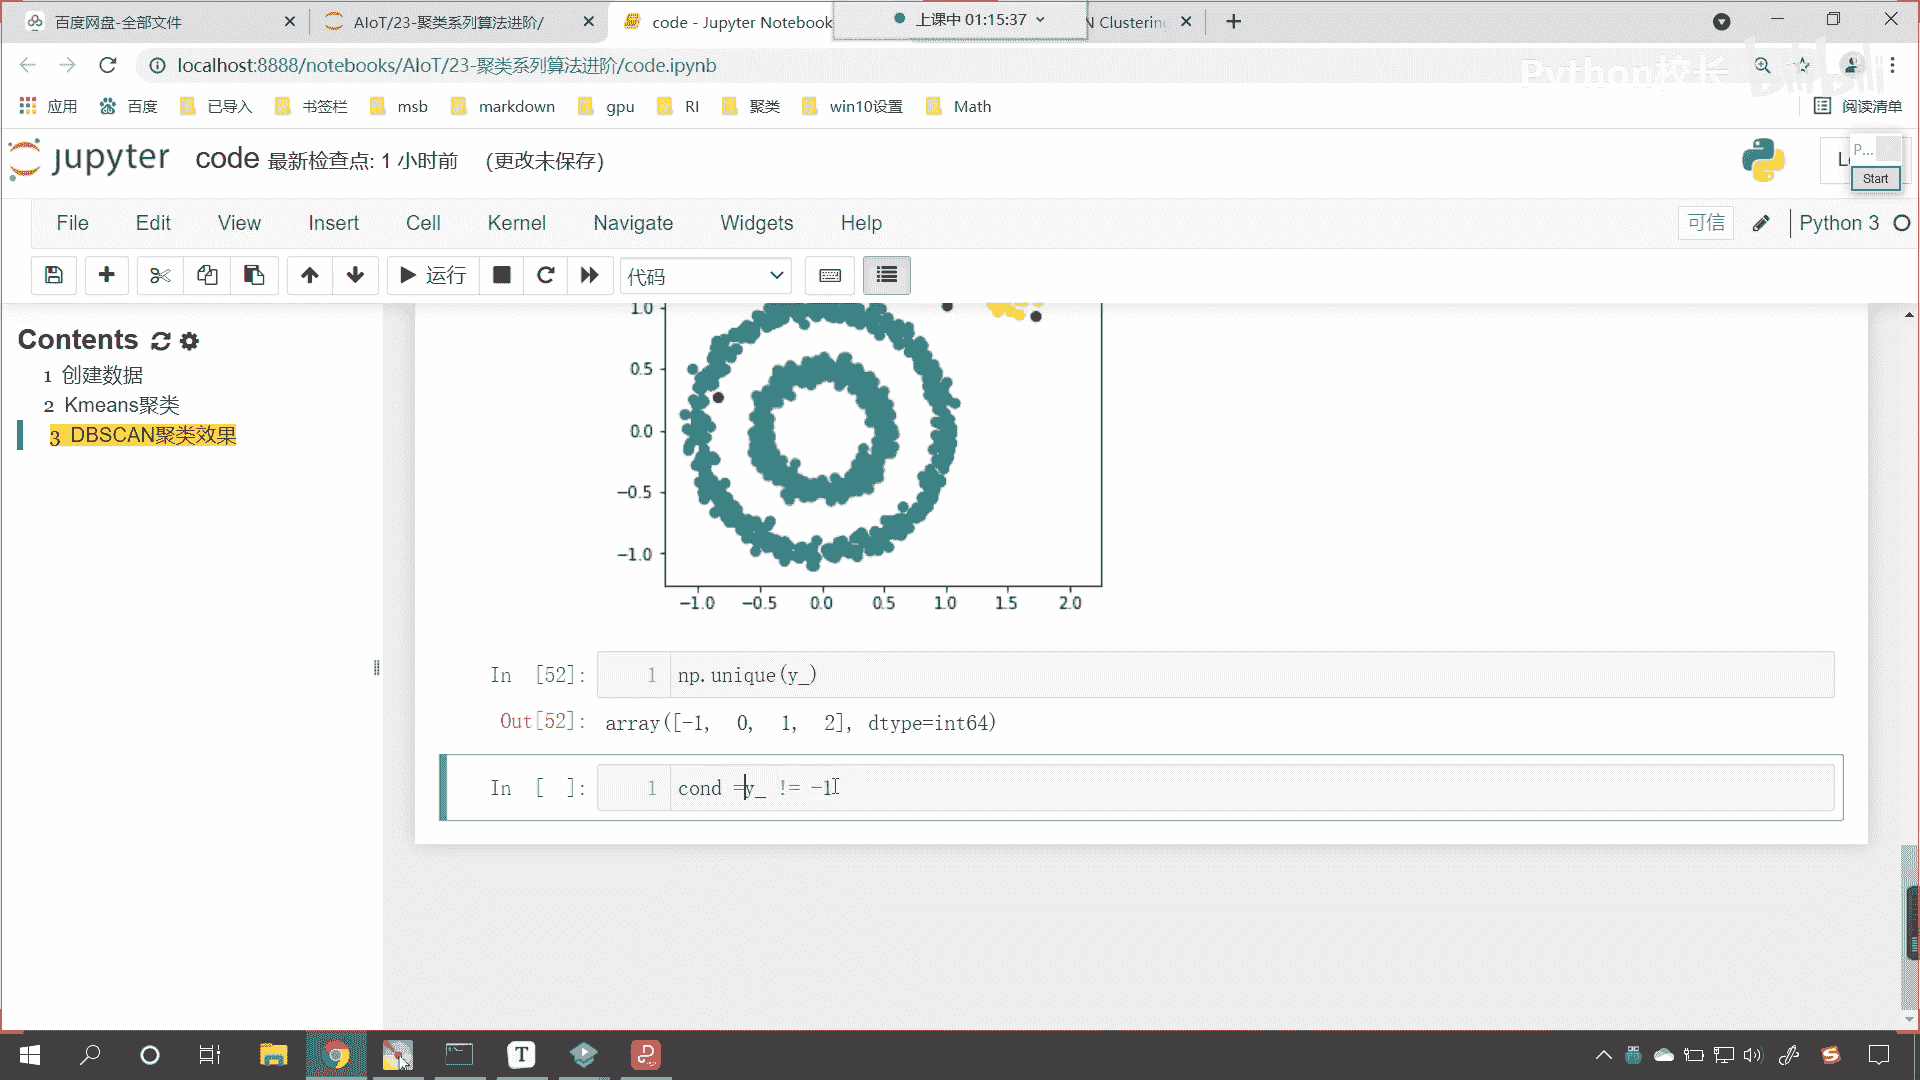 百度网盘-全部文件
AIoT/23-聚类系列算法进阶/
code - Jupyter Notebook
上课中 01:15:37
N Clustering
localhost:8888/notebooks/AIoT/23-聚类系列算法进阶/code.ipynb
Python校长
bilibili
应用 百度 已导入 书签栏 msb markdown gpu RI 聚类 win10设置 Math 阅读清单
jupyter code 最新检查点: 1 小时前 (更改未保存)
P...
Start
File Edit View Insert Cell Kernel Navigate Widgets Help 可信 Python 3
运行 代码
Contents
1 创建数据
2 Kmeans聚类
3 DBSCAN聚类效果
1.0
0.5
0.0
−0.5
−1.0
−1.0 −0.5 0.0 0.5 1.0 1.5 2.0
In [52]: 1 np.unique(y_)
Out[52]: array([-1, 0, 1, 2], dtype=int64)
In [ ]: 1 cond =y_ != -1